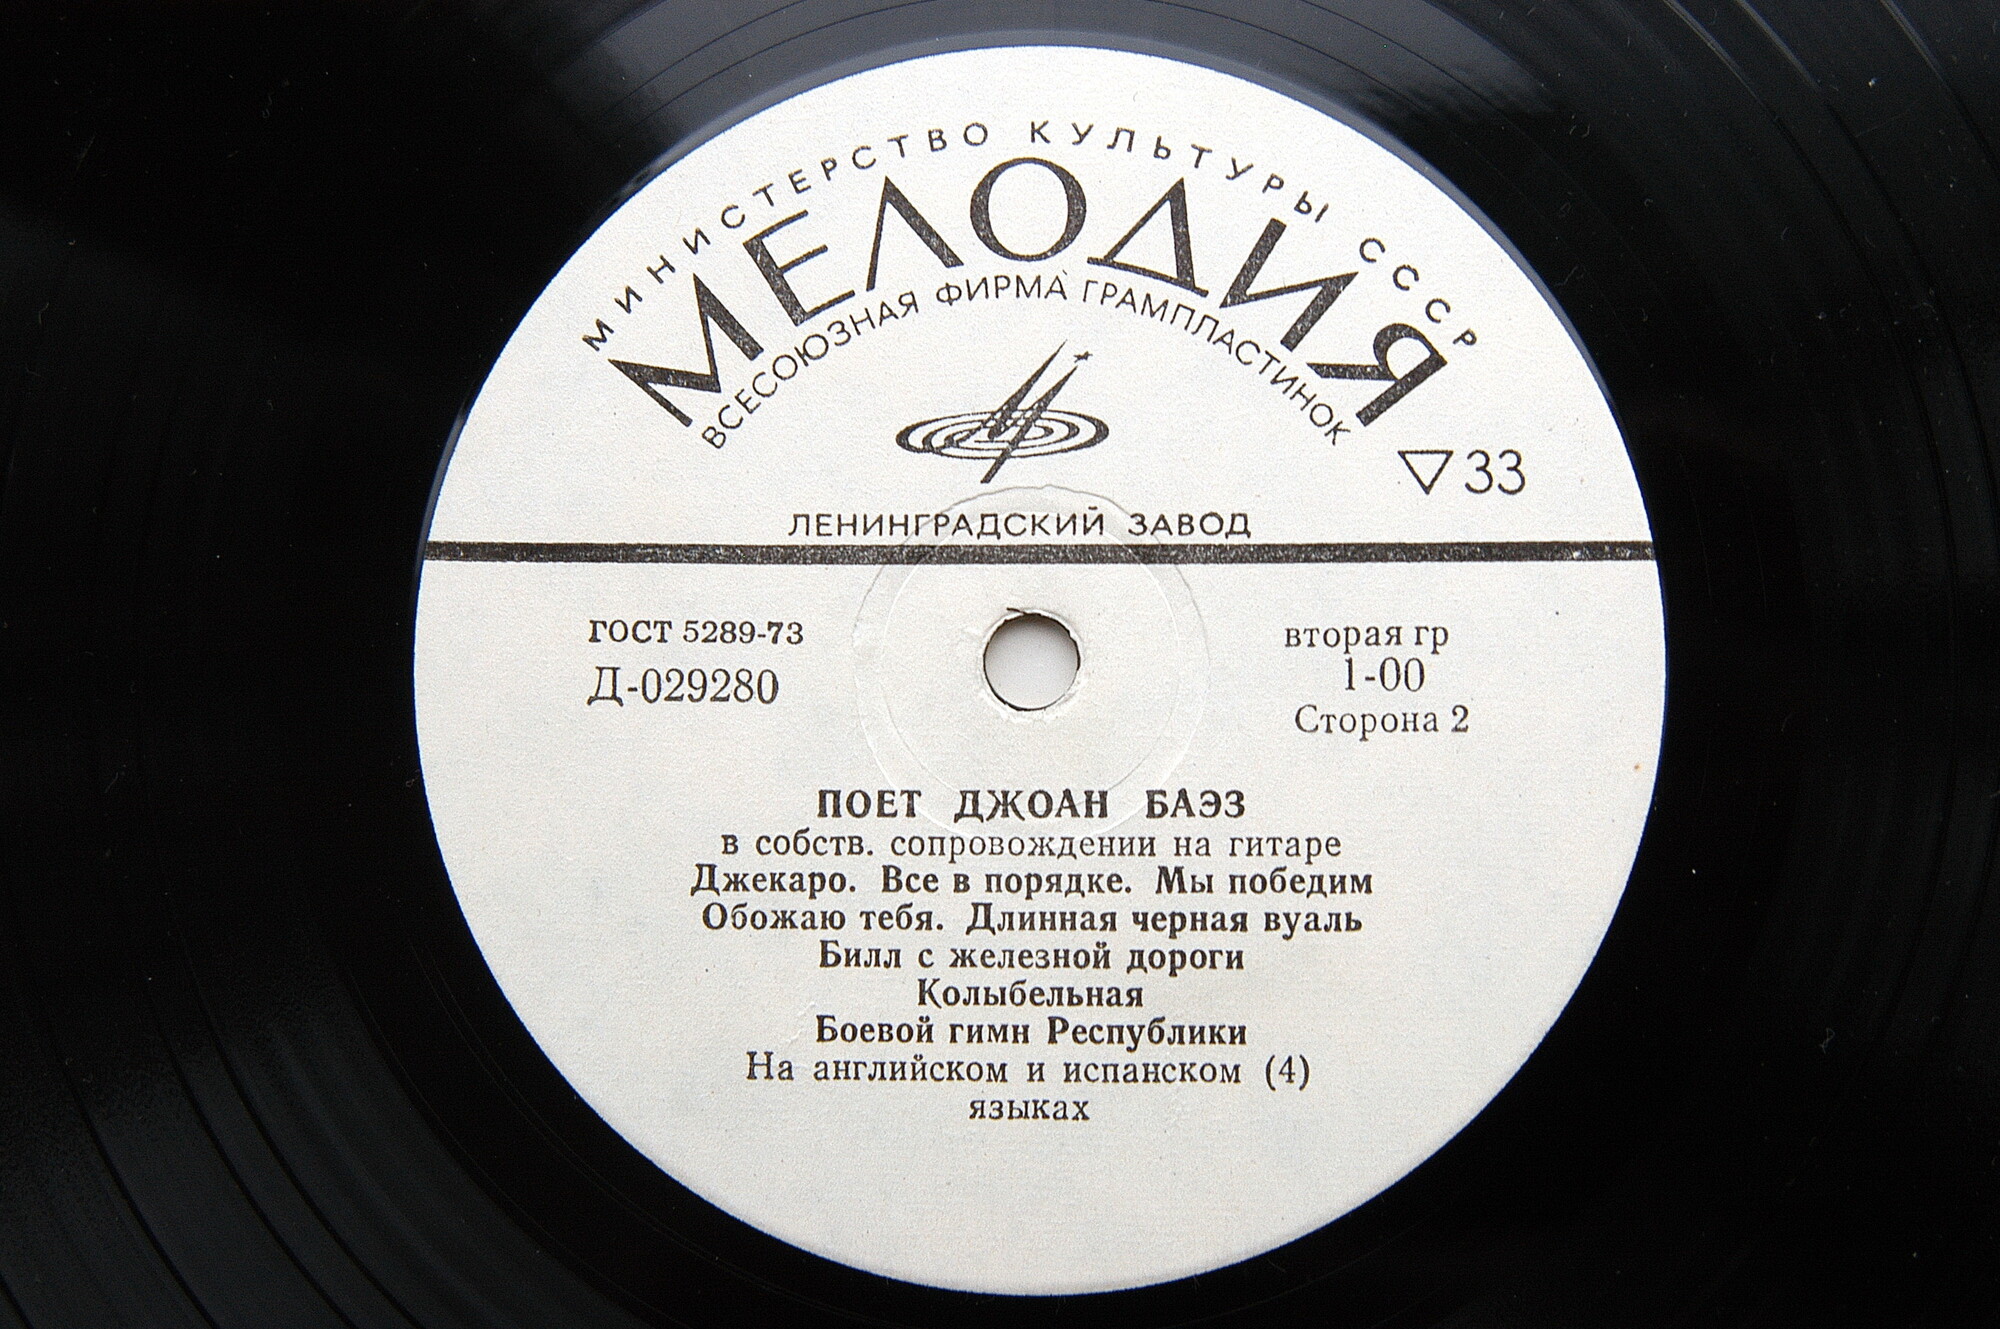 МИНИСТЕРСТВО КУЛЬТУРЫ СССР
МЕЛОДИЯ
ВСЕСОЮЗНАЯ ФИРМА ГРАМПЛАСТИНОК
33
ЛЕНИНГРАДСКИЙ ЗАВОД
ГОСТ 5289-73
Д-029280
вторая гр
1-00
Сторона 2
ПОЕТ ДЖОАН БАЭЗ
в собств. сопровождении на гитаре
Джекаро. Все в порядке. Мы победим
Обожаю тебя. Длинная черная вуаль
Билл с железной дороги
Колыбельная
Боевой гимн Республики
На английском и испанском (4)
языках